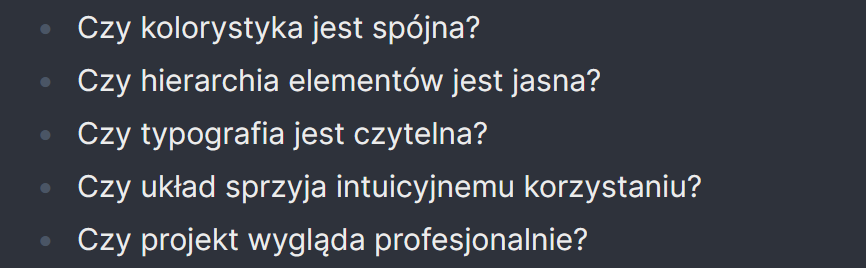 Czy kolorystyka jest spójna?
Czy hierarchia elementów jest jasna?
Czy typografia jest czytelna?
Czy układ sprzyja intuicyjnemu korzystaniu?
Czy projekt wygląda profesjonalnie?